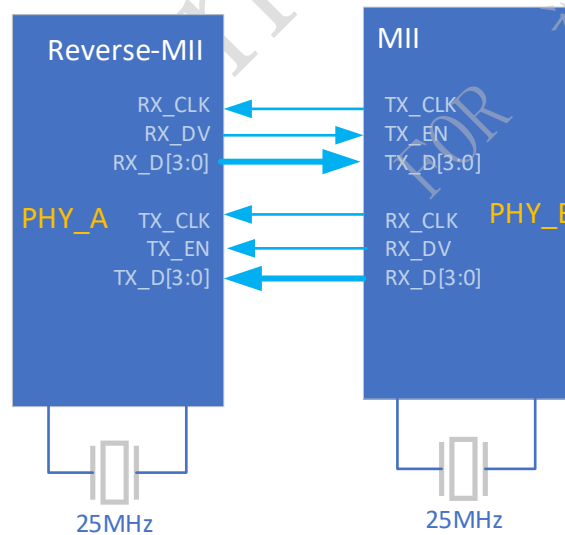 Reverse-MII
RX_CLK
RX_DV
RX_D[3:0]
PHY_A
TX_CLK
TX_EN
TX_D[3:0]
25MHz
MII
TX_CLK
TX_EN
TX_D[3:0]
RX_CLK
RX_DV
RX_D[3:0]
25MHz
FOR